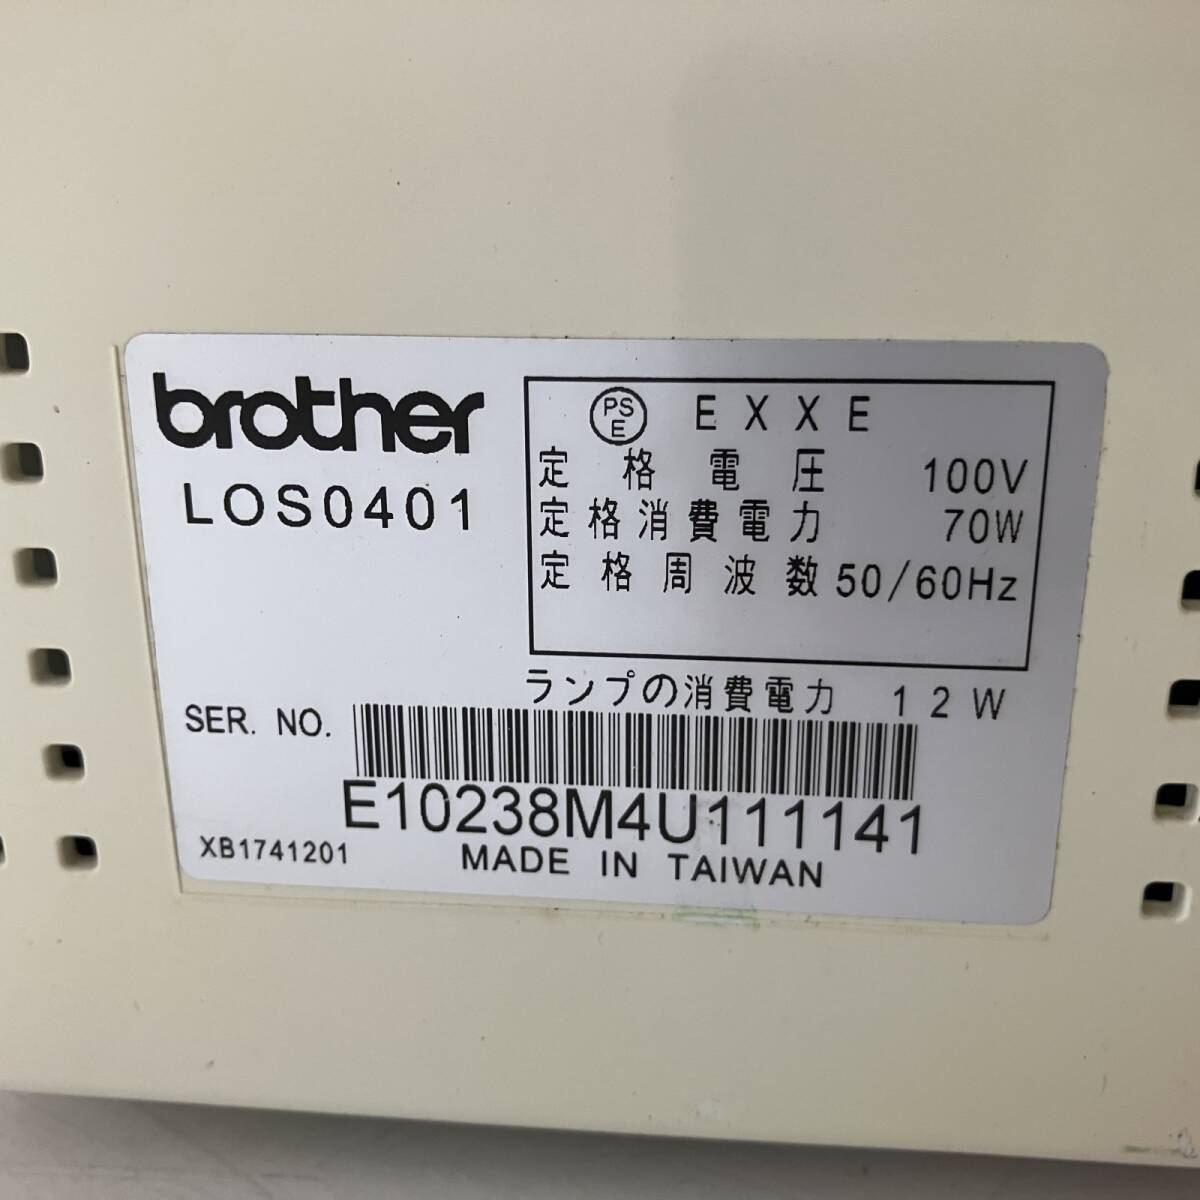 brother
LOS0401
PS
E
EXXE
定格電圧 100V
定格消費電力 70W
定格周波数 50/60Hz
ランプの消費電力 12W
SER. NO.
E10238M4U111141
XB1741201
MADE IN TAIWAN